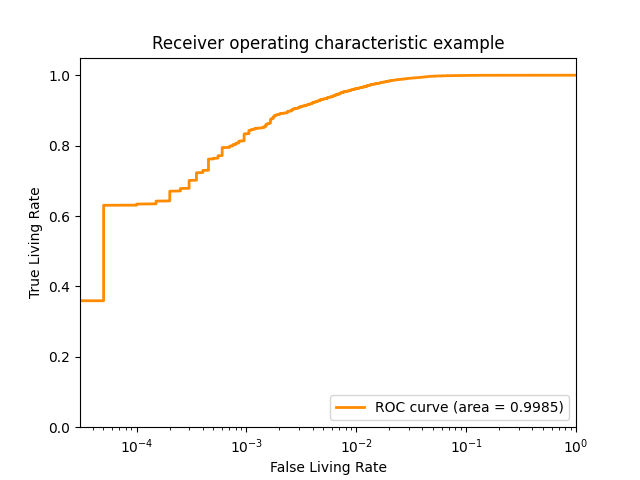 Receiver operating characteristic example
True Living Rate
1.0
0.8
0.6
0.4
0.2
0.0
10⁻⁴
10⁻³
10⁻²
10⁻¹
10⁰
False Living Rate
ROC curve (area = 0.9985)